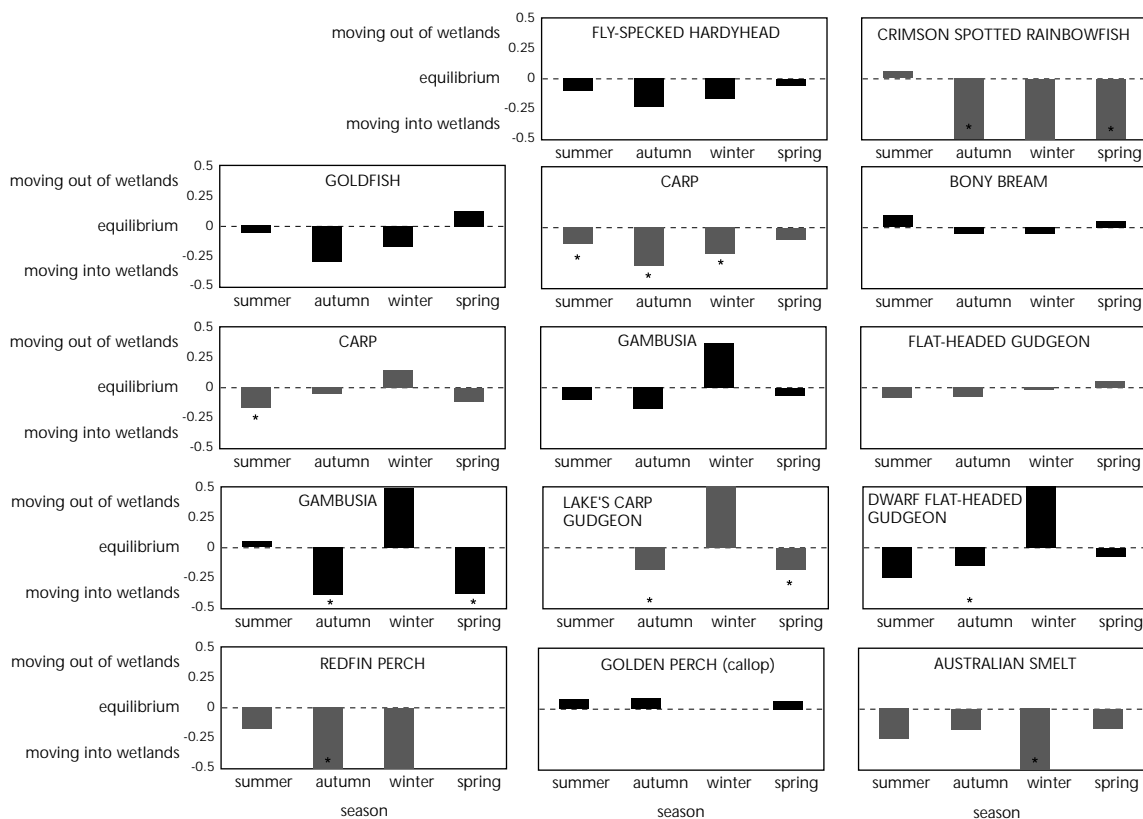 moving out of wetlands
equilibrium
moving into wetlands
0.5
0.25
0
-0.25
-0.5
FLY-SPECKED HARDYHEAD
summer autumn winter spring
CRIMSON SPOTTED RAINBOWFISH
* *
summer autumn winter spring
moving out of wetlands
equilibrium
moving into wetlands
0.5
0.25
0
-0.25
-0.5
GOLDFISH
summer autumn winter spring
CARP
* * *
summer autumn winter spring
BONY BREAM
summer autumn winter spring
moving out of wetlands
equilibrium
moving into wetlands
0.5
0.25
0
-0.25
-0.5
CARP
*
summer autumn winter spring
GAMBUSIA
summer autumn winter spring
FLAT-HEADED GUDGEON
summer autumn winter spring
moving out of wetlands
equilibrium
moving into wetlands
0.5
0.25
0
-0.25
-0.5
GAMBUSIA
* *
summer autumn winter spring
LAKE'S CARP
GUDGEON
* *
summer autumn winter spring
DWARF FLAT-HEADED
GUDGEON
*
summer autumn winter spring
moving out of wetlands
equilibrium
moving into wetlands
0.5
0.25
0
-0.25
-0.5
REDFIN PERCH
*
summer autumn winter spring
season
GOLDEN PERCH (callop)
summer autumn winter spring
AUSTRALIAN SMELT
*
summer autumn winter spring
season